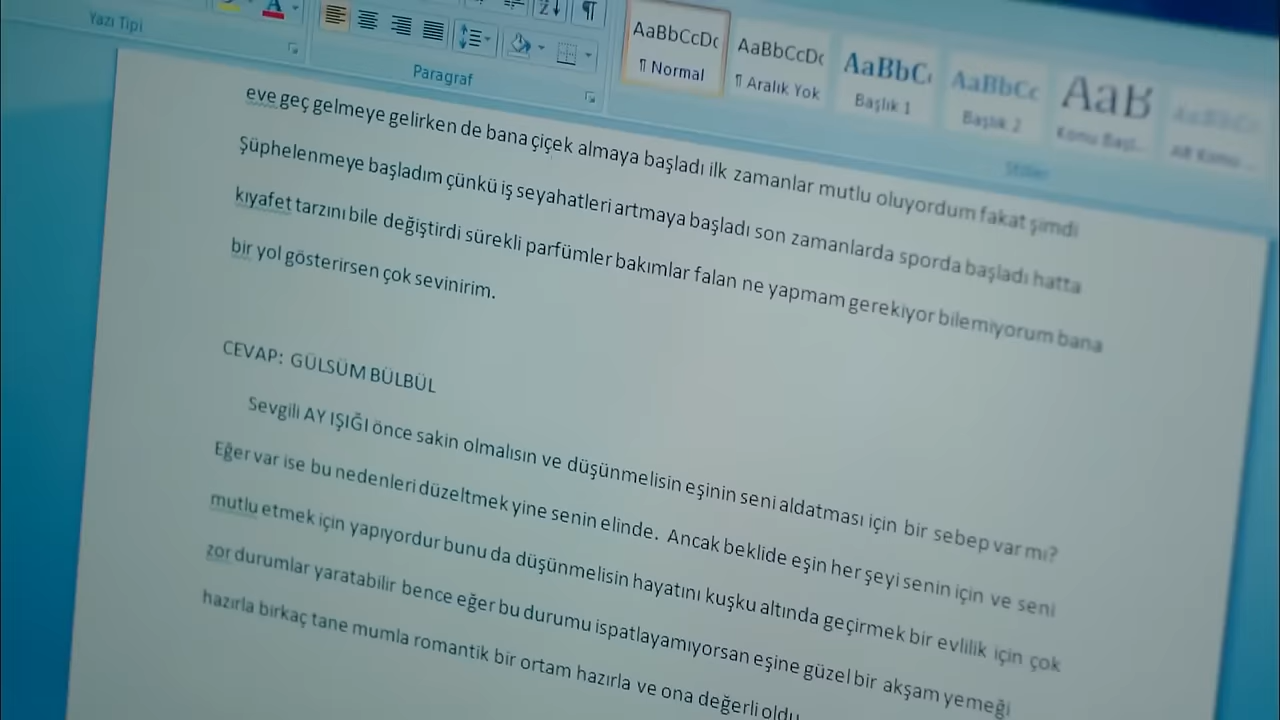 Yazı Tipi
Paragraf
AaBbCcDc
¶ Normal
AaBbCcDc
¶ Aralık Yok
AaBbC
Başlık 1
AaBbCc
Başlık 2
AaB
Konu Başl...
AaBbCc
Alt Konu ...
Stiller
eve geç gelmeye gelirken de bana çiçek almaya başladı ilk zamanlar mutlu oluyordum fakat şimdi
Şüphelenmeye başladım çünkü iş seyahatleri artmaya başladı son zamanlarda sporda başladı hatta
kıyafet tarzını bile değiştirdi sürekli parfümler bakımlar falan ne yapmam gerekiyor bilemiyorum bana
bir yol gösterirsen çok sevinirim.
CEVAP: GÜLSÜM BÜLBÜL
Sevgili AY IŞIĞI önce sakin olmalısın ve düşünmelisin eşinin seni aldatması için bir sebep var mı?
Eğer var ise bu nedenleri düzeltmek yine senin elinde. Ancak beklide eşin her şeyi senin için ve seni
mutlu etmek için yapıyordur bunu da düşünmelisin hayatını kuşku altında geçirmek bir evlilik için çok
zor durumlar yaratabilir bence eğer bu durumu ispatlayamıyorsan eşine güzel bir akşam yemeği
hazırla birkaç tane mumla romantik bir ortam hazırla ve ona değerli oldu